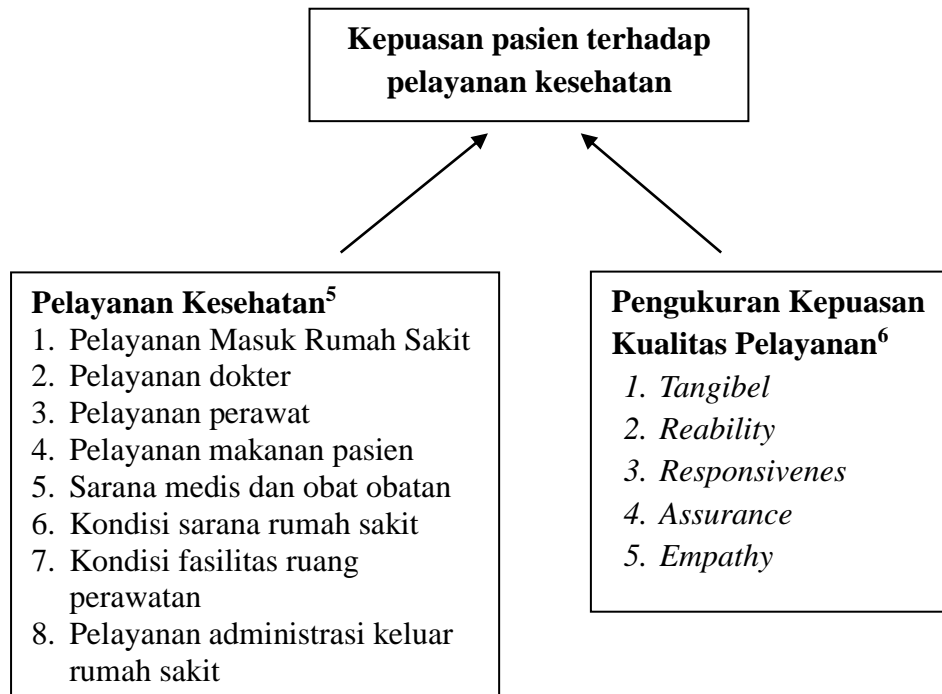 Kepuasan pasien terhadap
pelayanan kesehatan
Pelayanan Kesehatan5
1. Pelayanan Masuk Rumah Sakit
2. Pelayanan dokter
3. Pelayanan perawat
4. Pelayanan makanan pasien
5. Sarana medis dan obat obatan
6. Kondisi sarana rumah sakit
7. Kondisi fasilitas ruang
perawatan
8. Pelayanan administrasi keluar
rumah sakit
Pengukuran Kepuasan
Kualitas Pelayanan6
1. Tangibel
2. Reability
3. Responsivenes
4. Assurance
5. Empathy